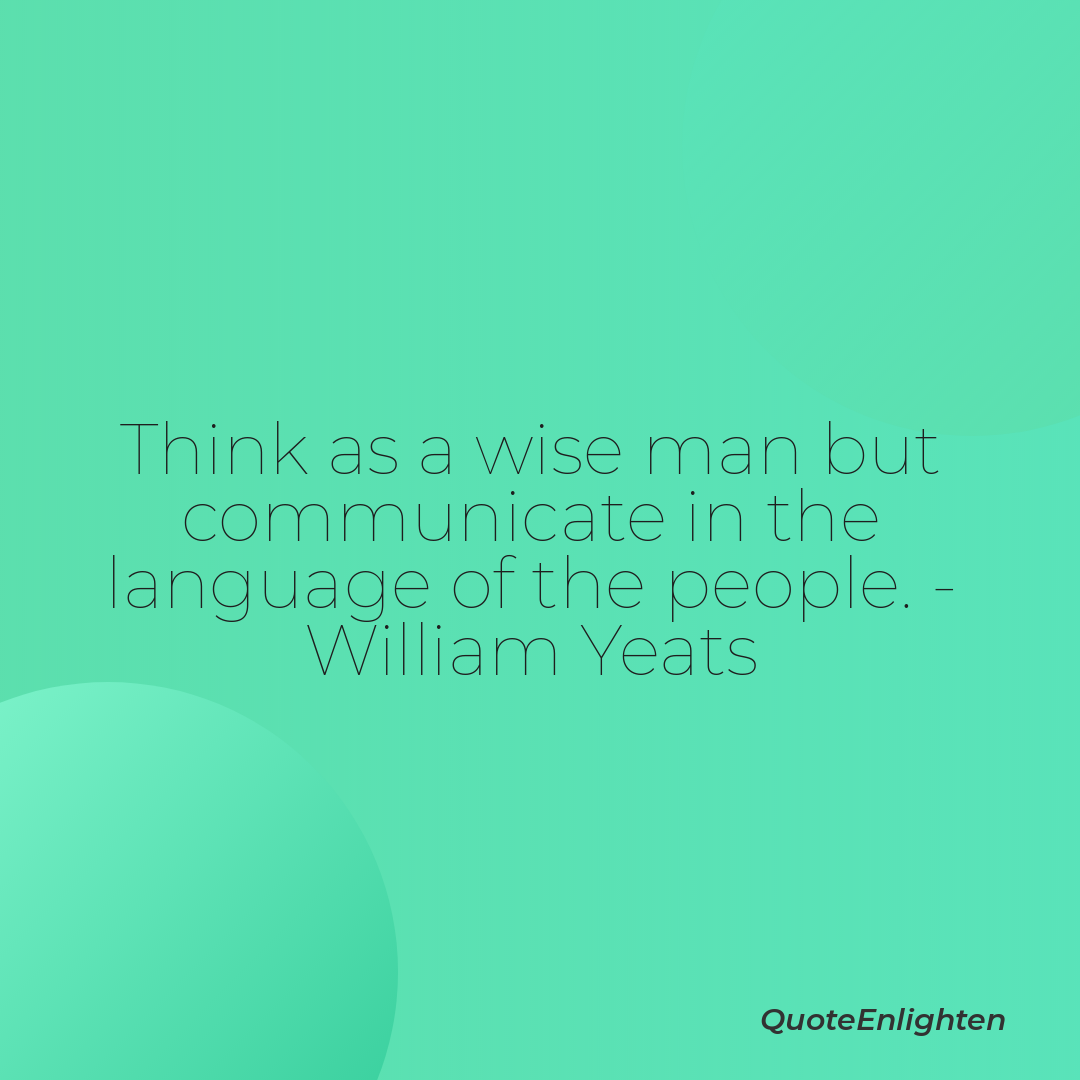 Think as a wise man but
communicate in the
language of the people. -
William Yeats
QuoteEnlighten